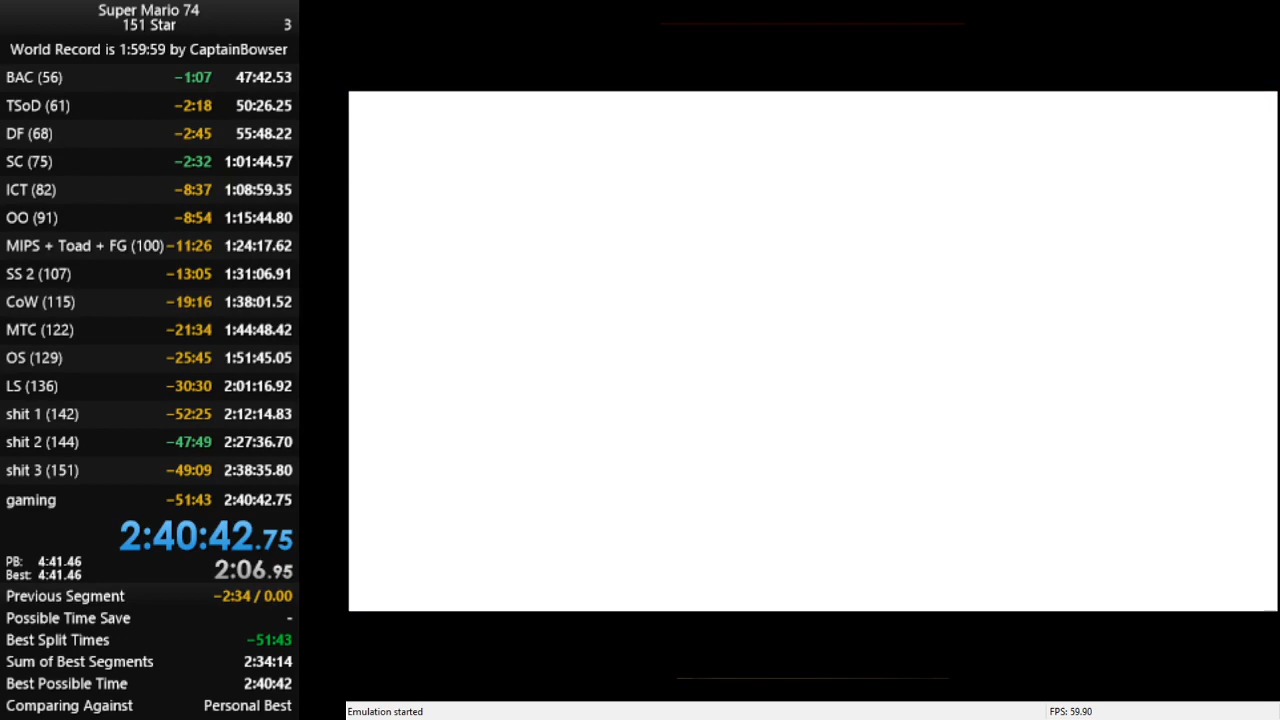 Super Mario 74
151 Star 3
World Record is 1:59:59 by CaptainBowser
BAC (56) −1:07 47:42.53
TSoD (61) −2:18 50:26.25
DF (68) −2:45 55:48.22
SC (75) −2:32 1:01:44.57
ICT (82) −8:37 1:08:59.35
OO (91) −8:54 1:15:44.80
MIPS + Toad + FG (100) −11:26 1:24:17.62
SS 2 (107) −13:05 1:31:06.91
CoW (115) −19:16 1:38:01.52
MTC (122) −21:34 1:44:48.42
OS (129) −25:45 1:51:45.05
LS (136) −30:30 2:01:16.92
shit 1 (142) −52:25 2:12:14.83
shit 2 (144) −47:49 2:27:36.70
shit 3 (151) −49:09 2:38:35.80
gaming −51:43 2:40:42.75
2:40:42.75
PB: 4:41.46
Best: 4:41.46
2:06.95
Previous Segment −2:34 / 0.00
Possible Time Save -
Best Split Times −51:43
Sum of Best Segments 2:34:14
Best Possible Time 2:40:42
Comparing Against Personal Best
Emulation started FPS: 59.90